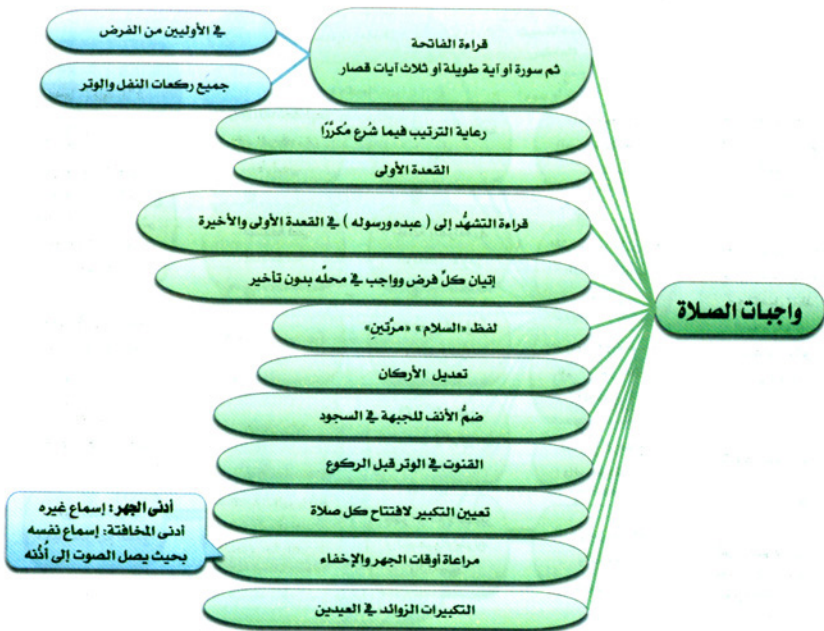 واجبات الصلاة
قراءة الفاتحة
ثم سورة أو آية طويلة أو ثلاث آيات قصار
في الأوليين من الفرض
جميع ركعات النفل والوتر
رعاية الترتيب فيما شُرع مُكرَّرًا
القعدة الأولى
قراءة التشهُّد إلى ( عبده ورسوله ) في القعدة الأولى والأخيرة
إتيان كلِّ فرض وواجب في محلِّه بدون تأخير
لفظ «السلام» «مرَّتينِ»
تعديل الأركان
ضمُّ الأنف للجبهة في السجود
القنوت في الوتر قبل الركوع
تعيين التكبير لافتتاح كل صلاة
مراعاة أوقات الجهر والإخفاء
أدنى الجهر: إسماع غيره
أدنى المخافتة: إسماع نفسه
بحيث يصل الصوت إلى أُذُنه
التكبيرات الزوائد في العيدين